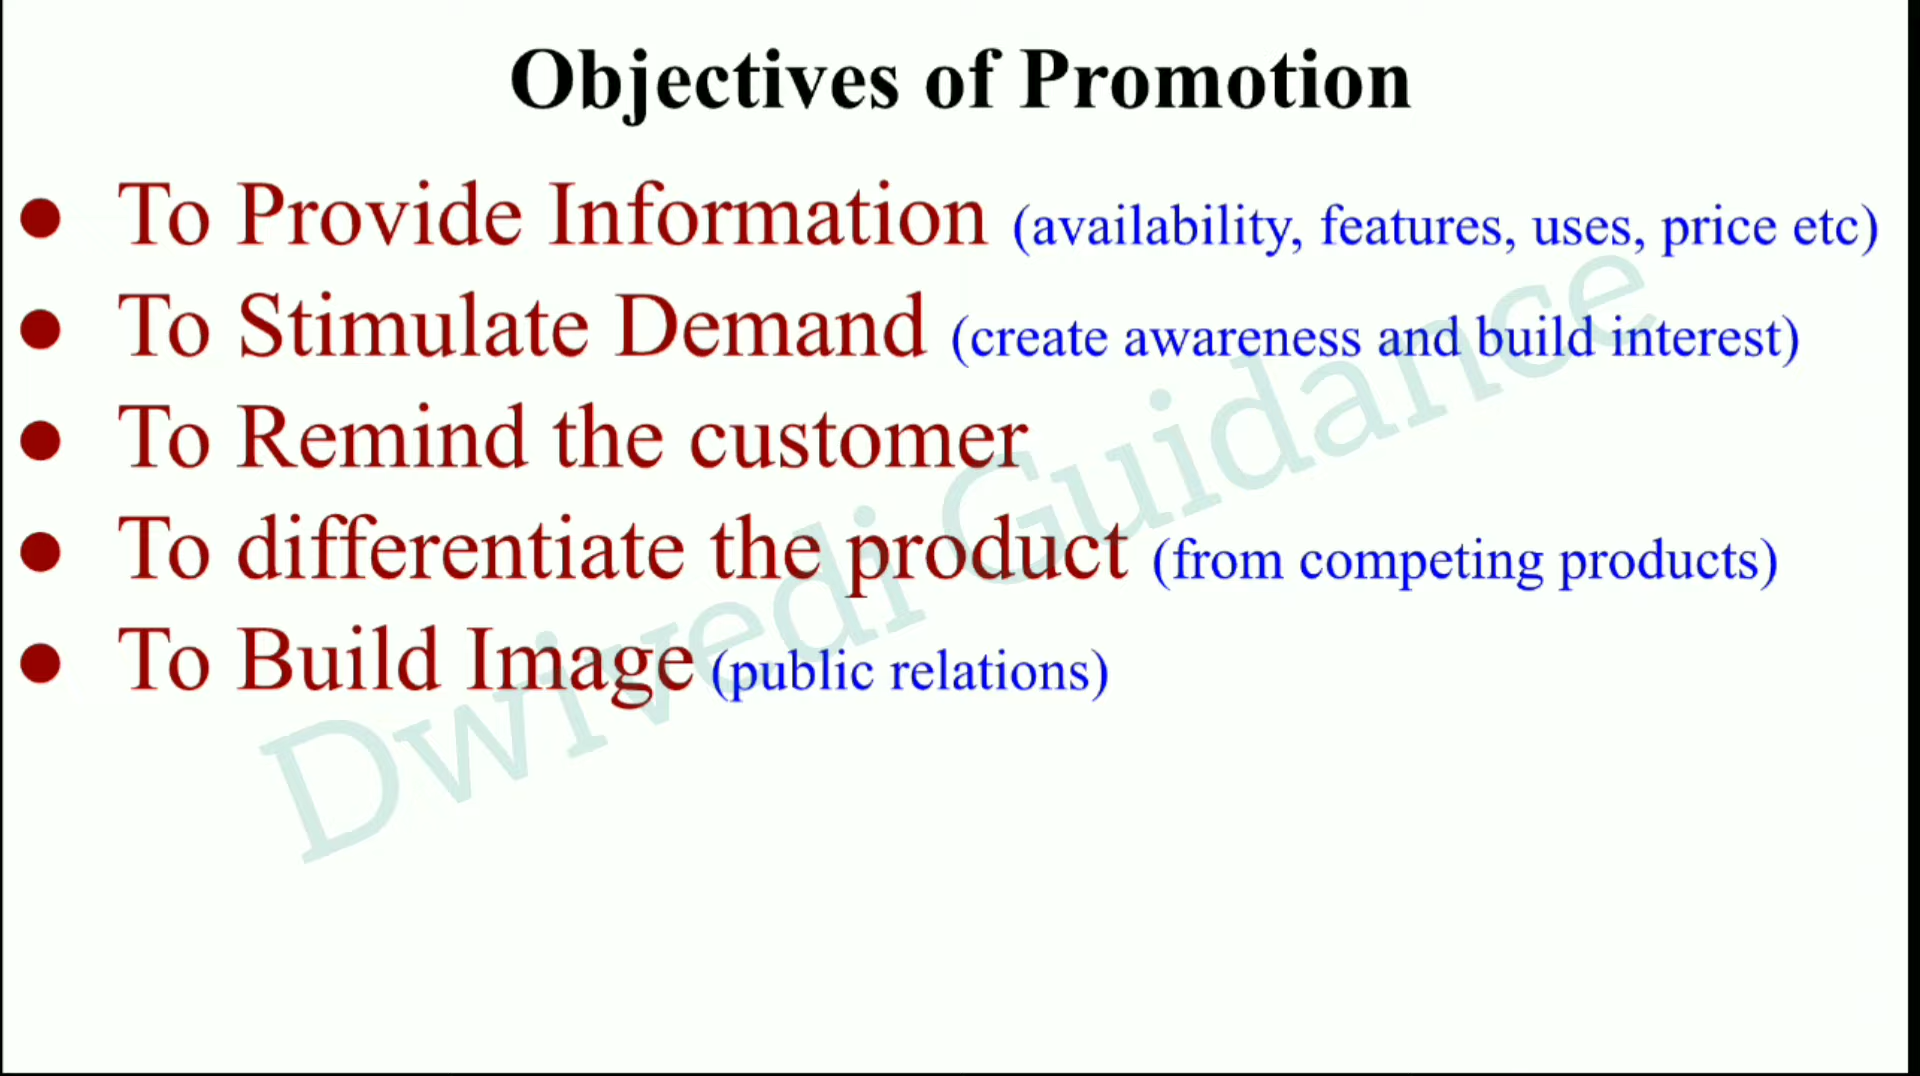 Objectives of Promotion
● To Provide Information (availability, features, uses, price etc)
● To Stimulate Demand (create awareness and build interest)
● To Remind the customer
● To differentiate the product (from competing products)
● To Build Image (public relations)
Dwivedi Guidance